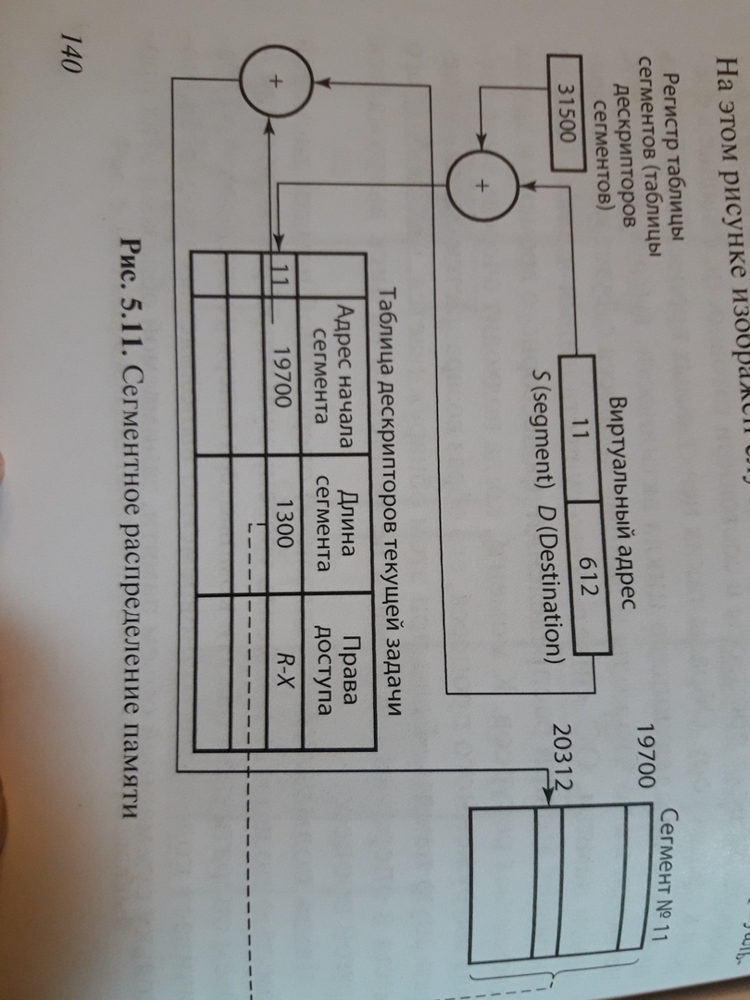 На этом рисунке изображен
Регистр таблицы
сегментов (таблицы
дескрипторов
сегментов)
31500
+
Виртуальный адрес
11 612
S (segment) D (Destination)
19700
20312
Сегмент № 11
Таблица дескрипторов текущей задачи
Адрес начала
сегмента
Длина
сегмента
Права
доступа
11 19700 1300 R-X
+
Рис. 5.11. Сегментное распределение памяти
140